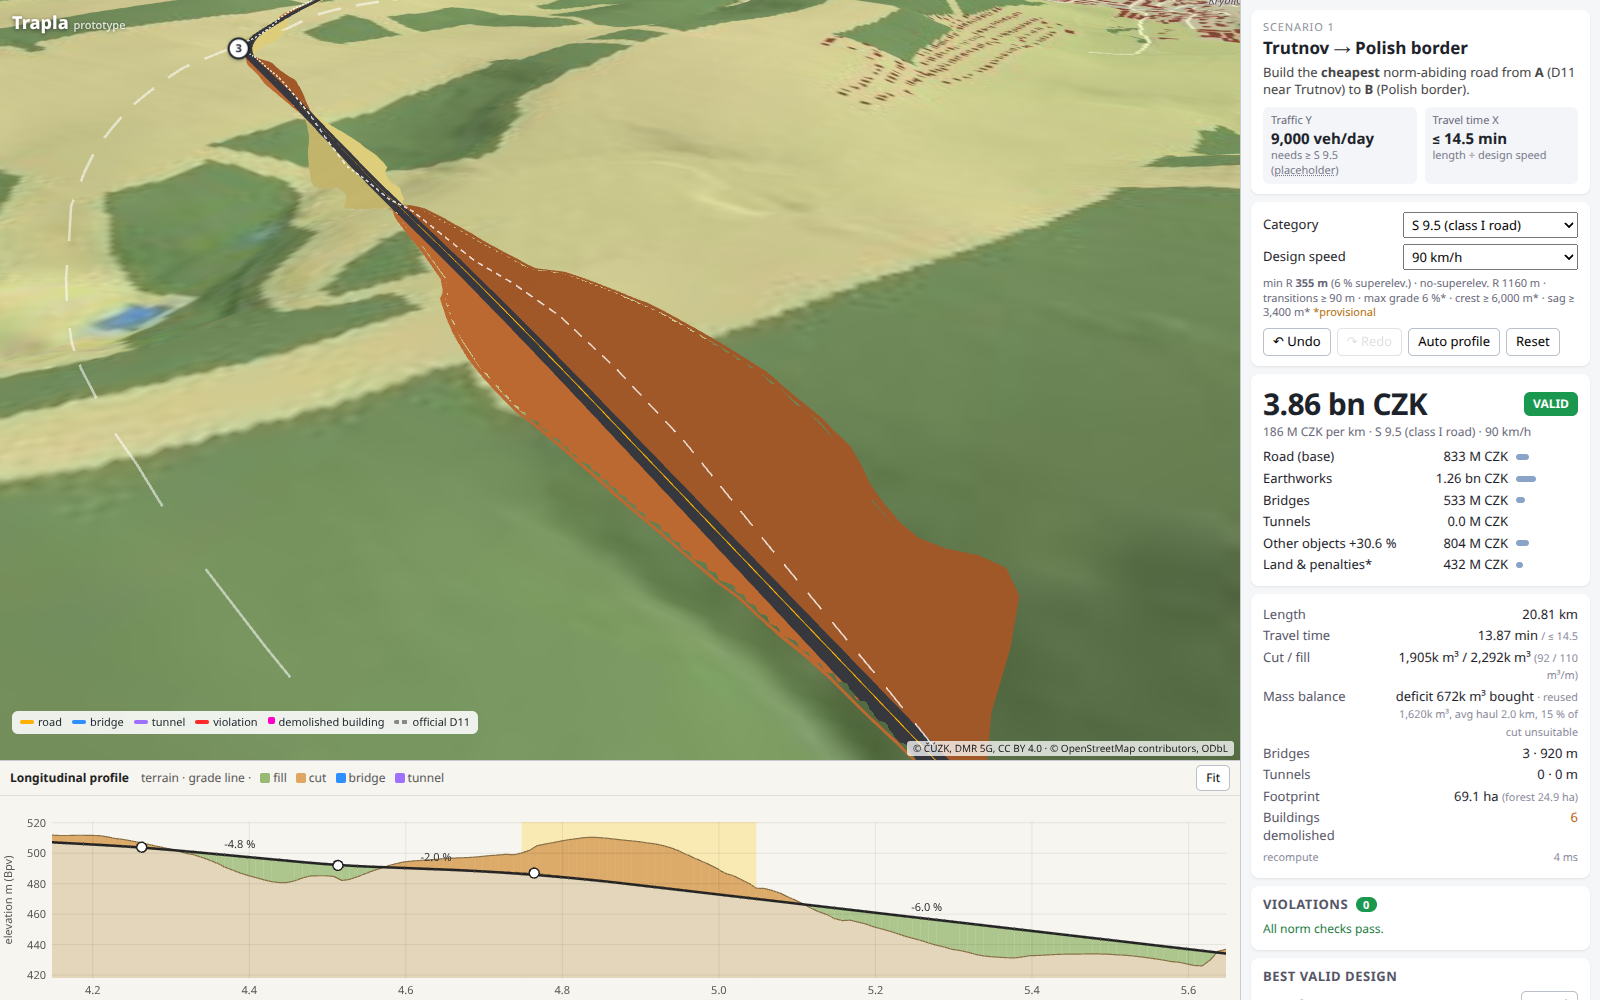 Trapla prototype
3
road bridge tunnel violation demolished building official D11
© ČÚZK, DMR 5G, CC BY 4.0 · © OpenStreetMap contributors, ODbL
Longitudinal profile terrain · grade line · fill cut bridge tunnel Fit
elevation m (Bpv)
520
500
480
460
440
420
-4.8 %
-2.0 %
-6.0 %
4.2 4.4 4.6 4.8 5.0 5.2 5.4 5.6
SCENARIO 1
Trutnov → Polish border
Build the cheapest norm-abiding road from A (D11
near Trutnov) to B (Polish border).
Traffic Y
9,000 veh/day
needs ≥ S 9.5
(placeholder)
Travel time X
≤ 14.5 min
length ÷ design speed
Category S 9.5 (class I road)
Design speed 90 km/h
min R 355 m (6 % superelev.) · no-superelev. R 1160 m ·
transitions ≥ 90 m · max grade 6 %* · crest ≥ 6,000 m* · sag ≥
3,400 m* *provisional
↶ Undo ↷ Redo Auto profile Reset
3.86 bn CZK VALID
186 M CZK per km · S 9.5 (class I road) · 90 km/h
Road (base) 833 M CZK
Earthworks 1.26 bn CZK
Bridges 533 M CZK
Tunnels 0.0 M CZK
Other objects +30.6 % 804 M CZK
Land & penalties* 432 M CZK
Length 20.81 km
Travel time 13.87 min / ≤ 14.5
Cut / fill 1,905k m³ / 2,292k m³ (92 / 110
m³/m)
Mass balance deficit 672k m³ bought · reused
1,620k m³, avg haul 2.0 km, 15 % of
cut unsuitable
Bridges 3 · 920 m
Tunnels 0 · 0 m
Footprint 69.1 ha (forest 24.9 ha)
Buildings 6
demolished
recompute 4 ms
VIOLATIONS 0
All norm checks pass.
BEST VALID DESIGN